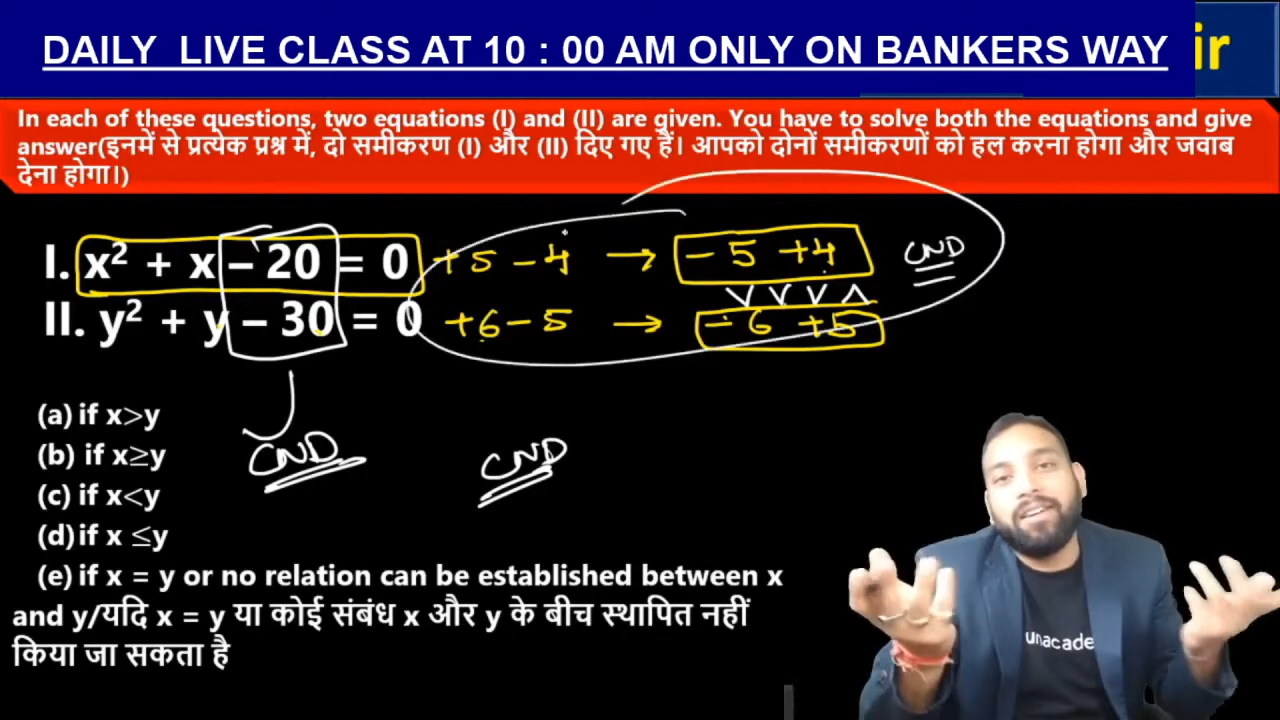 DAILY LIVE CLASS AT 10 : 00 AM ONLY ON BANKERS WAY ir
In each of these questions, two equations (I) and (II) are given. You have to solve both the equations and give
answer(इनमें से प्रत्येक प्रश्न में, दो समीकरण (I) और (II) दिए गए हैं। आपको दोनों समीकरणों को हल करना होगा और जवाब
देना होगा।)
I. x² + x – 20 = 0 +5 – 4 → – 5 +4 CND
> > > <
II. y² + y – 30 = 0 +6 – 5 → – 6 +5
(a) if x>y
(b) if x≥y CND CND
(c) if x<y
(d) if x ≤y
(e) if x = y or no relation can be established between x
and y/यदि x = y या कोई संबंध x और y के बीच स्थापित नहीं
किया जा सकता है
unacade